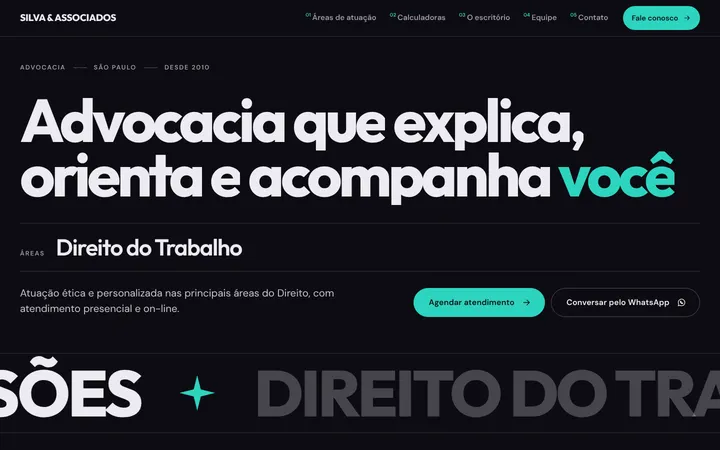 SILVA & ASSOCIADOS
01 Áreas de atuação
02 Calculadoras
03 O escritório
04 Equipe
05 Contato
Fale conosco →
ADVOCACIA — SÃO PAULO — DESDE 2010
Advocacia que explica,
orienta e acompanha você
ÁREAS Direito do Trabalho
Atuação ética e personalizada nas principais áreas do Direito, com
atendimento presencial e on-line.
Agendar atendimento →
Conversar pelo WhatsApp
SÕES
DIREITO DO TRA